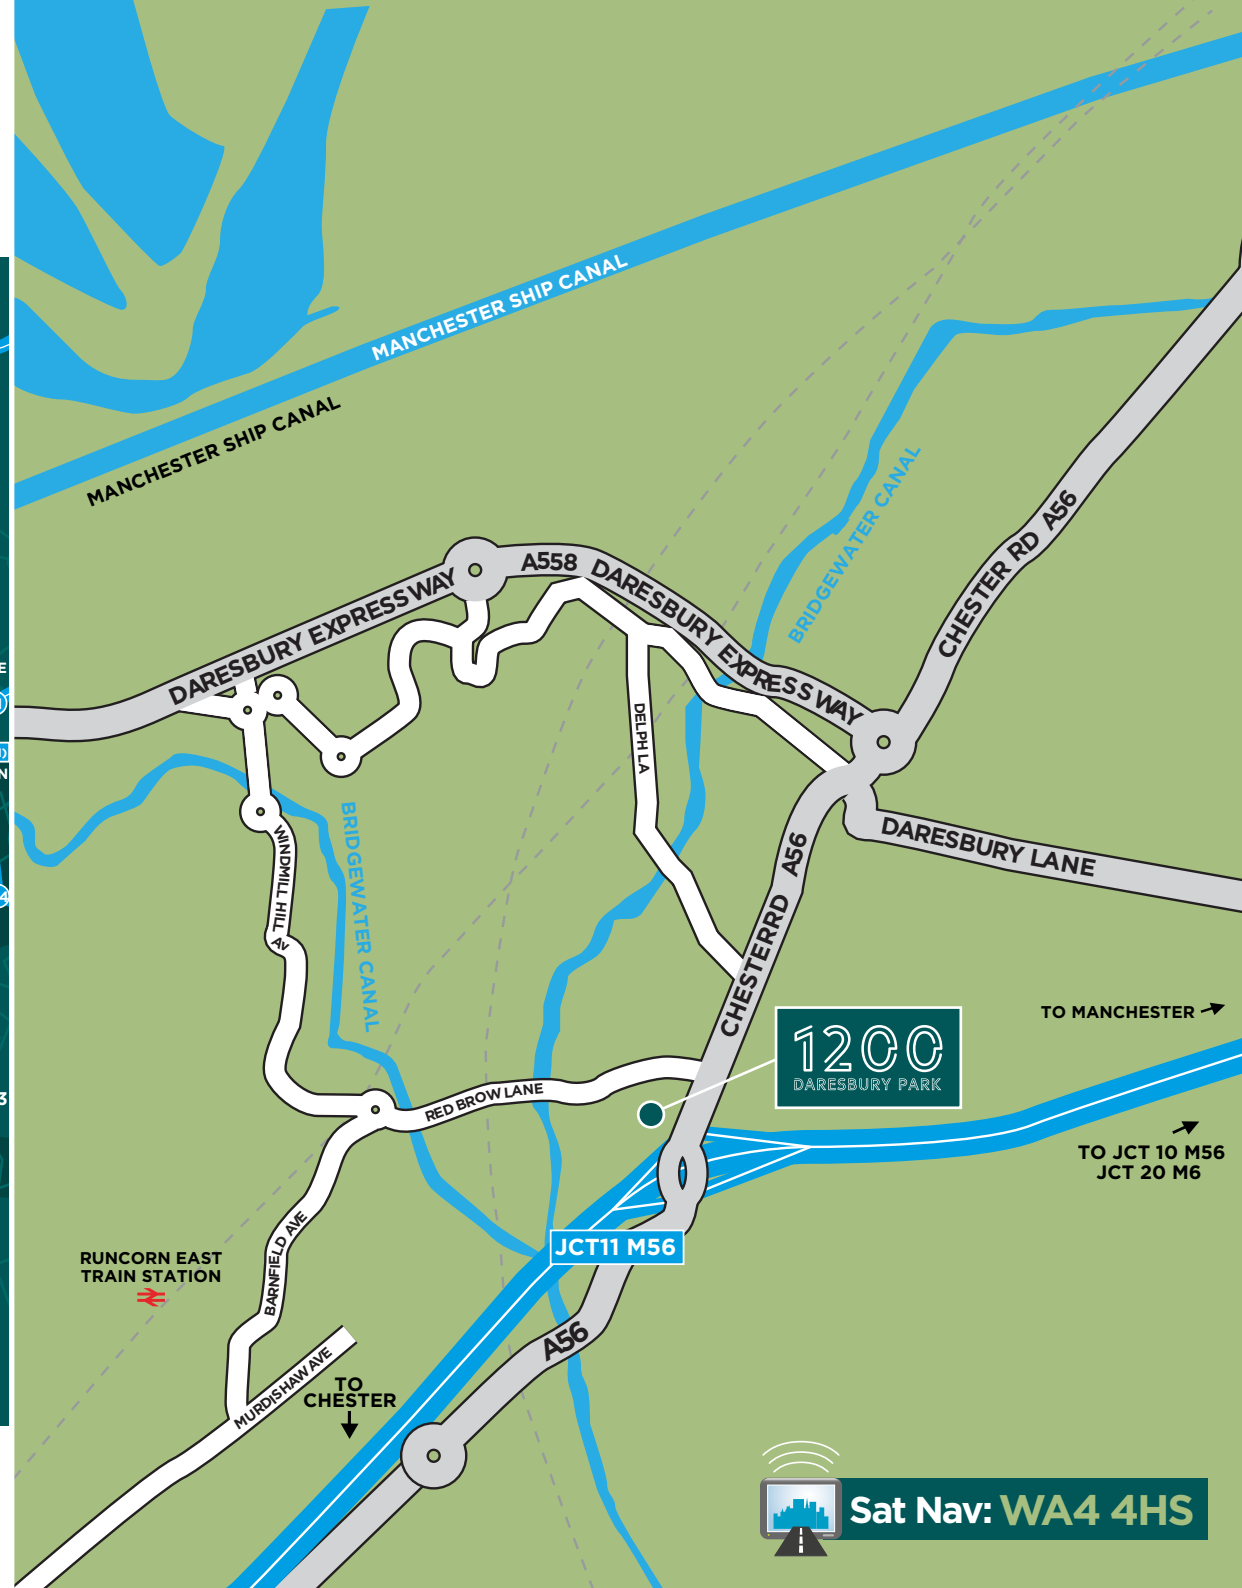 MANCHESTER SHIP CANAL
MANCHESTER SHIP CANAL
BRIDGEWATER CANAL
CHESTER RD A56
A558 DARESBURY EXPRESSWAY
DARESBURY EXPRESSWAY
DELPH LA
BRIDGEWATER CANAL
WINDMILL HILL
AV
DARESBURY LANE
CHESTER RD A56
TO MANCHESTER
1200
DARESBURY PARK
RED BROW LANE
TO JCT 10 M56
JCT 20 M6
JCT11 M56
BARNFIELD AVE
RUNCORN EAST
TRAIN STATION
A56
MURDISHAW AVE
TO
CHESTER
Sat Nav: WA4 4HS